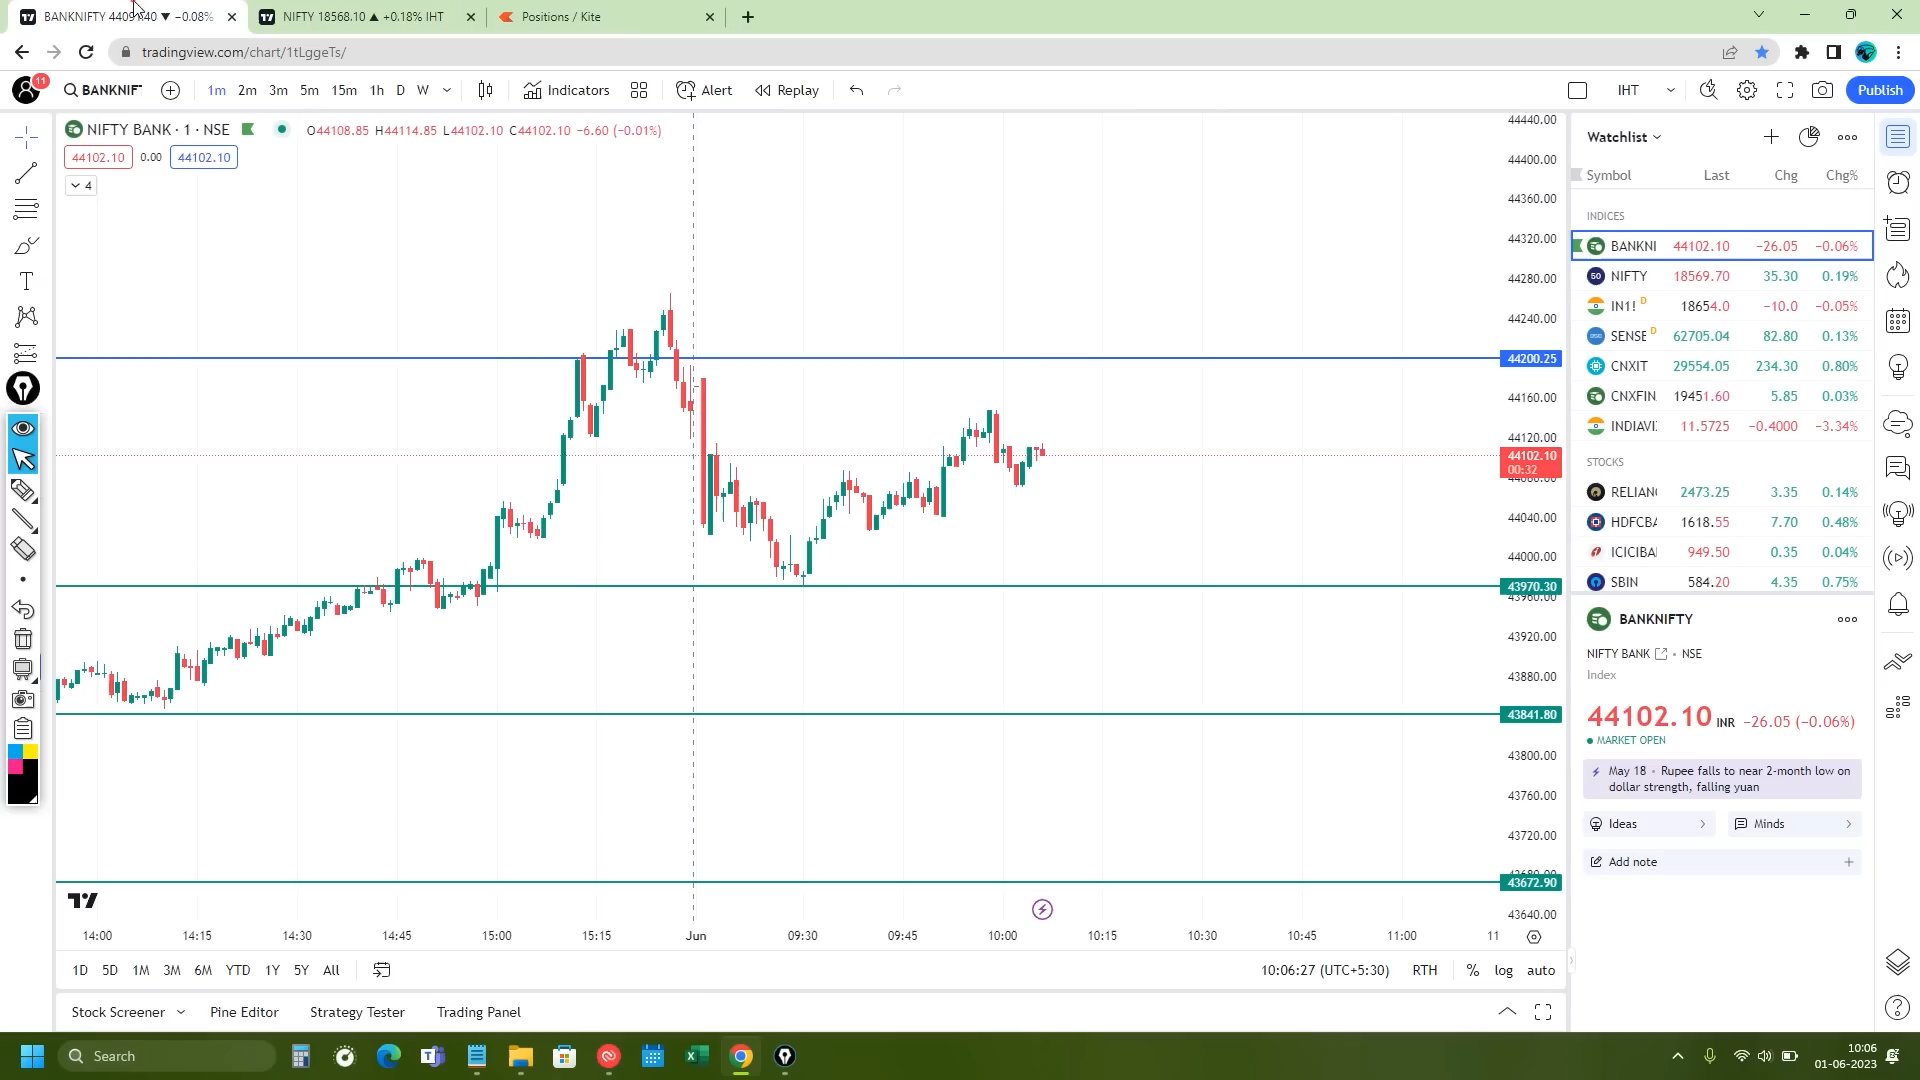 NIFTY 18568.10 ▲ +0.18% IHT
Positions / Kite
tradingview.com/chart/1tLggeTs/
11
BANKNIF
1m 2m 3m 5m 15m 1h D W
Indicators
Alert
Replay
IHT
Publish
NIFTY BANK · 1 · NSE
O44108.85 H44114.85 L44102.10 C44102.10 −6.60 (−0.01%)
44102.10 0.00 44102.10
4
44440.00
44400.00
44360.00
44320.00
44280.00
44240.00
44200.25
44160.00
44120.00
44102.10
00:32
44080.00
44040.00
44000.00
43970.30
43960.00
43920.00
43880.00
43841.80
43800.00
43760.00
43720.00
43680.00
43672.90
43640.00
14:00 14:15 14:30 14:45 15:00 15:15 Jun 09:30 09:45 10:00 10:15 10:30 10:45 11:00 11
1D 5D 1M 3M 6M YTD 1Y 5Y All
10:06:27 (UTC+5:30) RTH % log auto
Stock Screener Pine Editor Strategy Tester Trading Panel
Watchlist
Symbol Last Chg Chg%
INDICES
BANKNI 44102.10 −26.05 −0.06%
50 NIFTY 18569.70 35.30 0.19%
IN1! D 18654.0 −10.0 −0.05%
SENSE D 62705.04 82.80 0.13%
CNXIT 29554.05 234.30 0.80%
CNXFIN 19451.60 5.85 0.03%
INDIAVI 11.5725 −0.4000 −3.34%
STOCKS
RELIAN 2473.25 3.35 0.14%
HDFCBA 1618.55 7.70 0.48%
ICICIBA 949.50 0.35 0.04%
SBIN 584.20 4.35 0.75%
BANKNIFTY
NIFTY BANK • NSE
Index
44102.10 INR −26.05 (−0.06%)
MARKET OPEN
May 18 • Rupee falls to near 2-month low on
dollar strength, falling yuan
Ideas
Minds
Add note
Search
10:06
01-06-2023